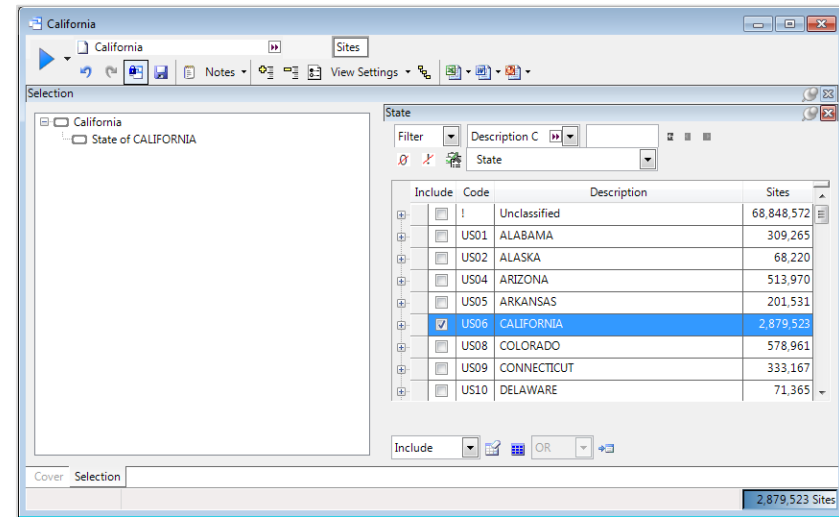 California
California Sites
Notes View Settings
Selection
California
State of CALIFORNIA
State
Filter Description C
State
Include Code Description Sites
! Unclassified 68,848,572
US01 ALABAMA 309,265
US02 ALASKA 68,220
US04 ARIZONA 513,970
US05 ARKANSAS 201,531
US06 CALIFORNIA 2,879,523
US08 COLORADO 578,961
US09 CONNECTICUT 333,167
US10 DELAWARE 71,365
Include OR
Cover Selection
2,879,523 Sites